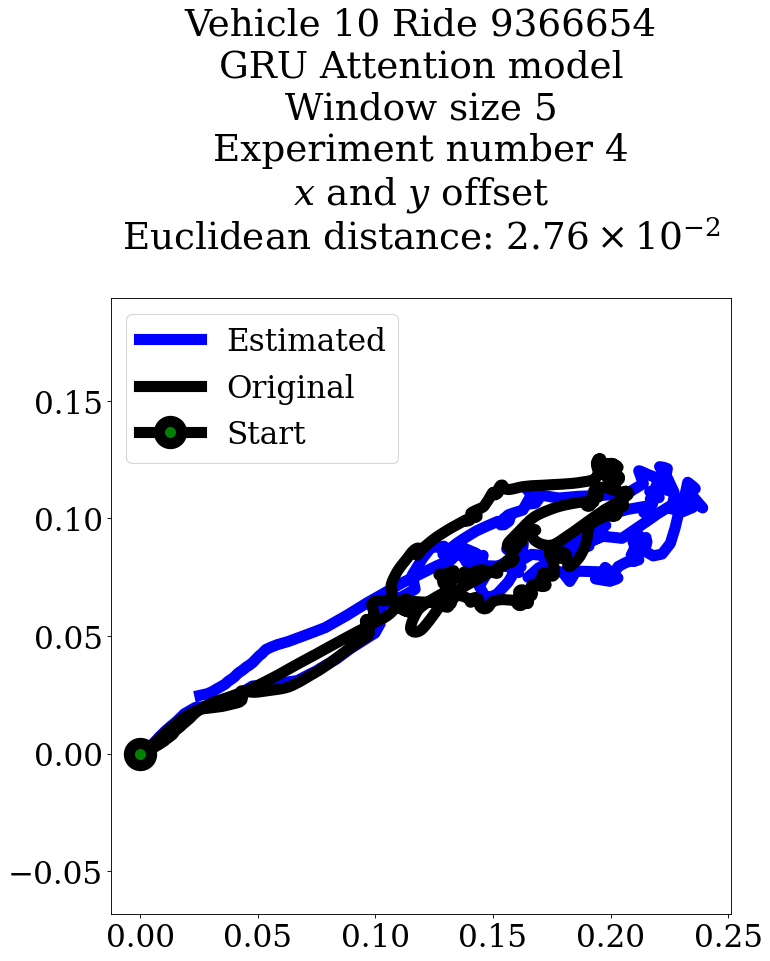 Vehicle 10 Ride 9366654
GRU Attention model
Window size 5
Experiment number 4
x and y offset
Euclidean distance: 2.76 × 10⁻²
Estimated
Original
Start
0.15
0.10
0.05
0.00
−0.05
0.00 0.05 0.10 0.15 0.20 0.25